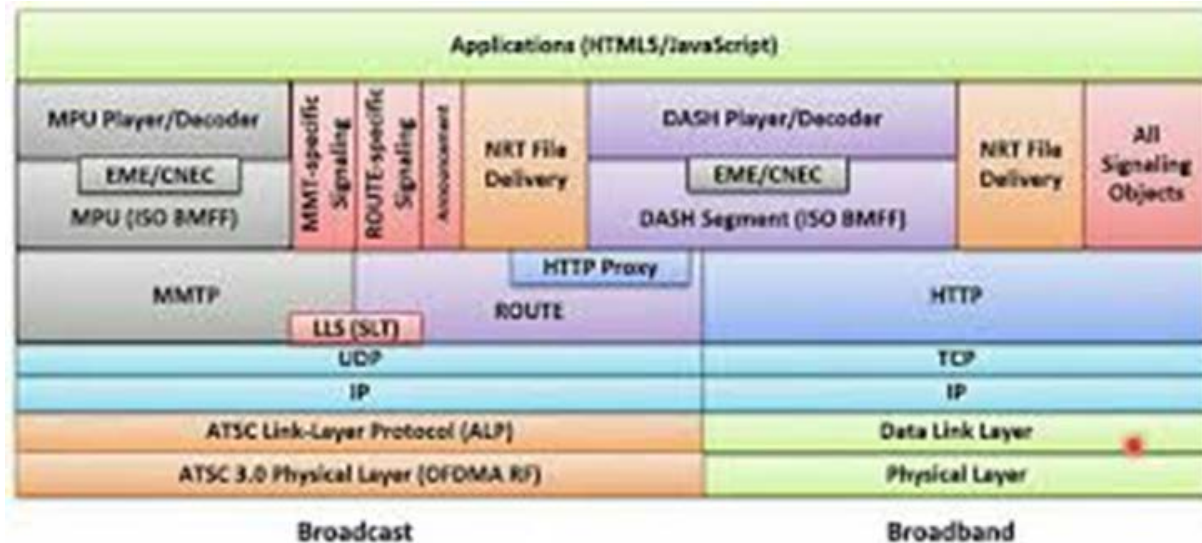 Applications (HTML5/JavaScript)
MPU Player/Decoder
EME/CNEC
MPU (ISO BMFF)
MMT-specific
Signaling
ROUTE-specific
Signaling
Announcement
NRT File
Delivery
DASH Player/Decoder
EME/CNEC
DASH Segment (ISO BMFF)
NRT File
Delivery
All
Signaling
Objects
MMTP
LLS (SLT)
HTTP Proxy
ROUTE
HTTP
UDP
TCP
IP
IP
ATSC Link-Layer Protocol (ALP)
Data Link Layer
ATSC 3.0 Physical Layer (OFDMA RF)
Physical Layer
Broadcast
Broadband